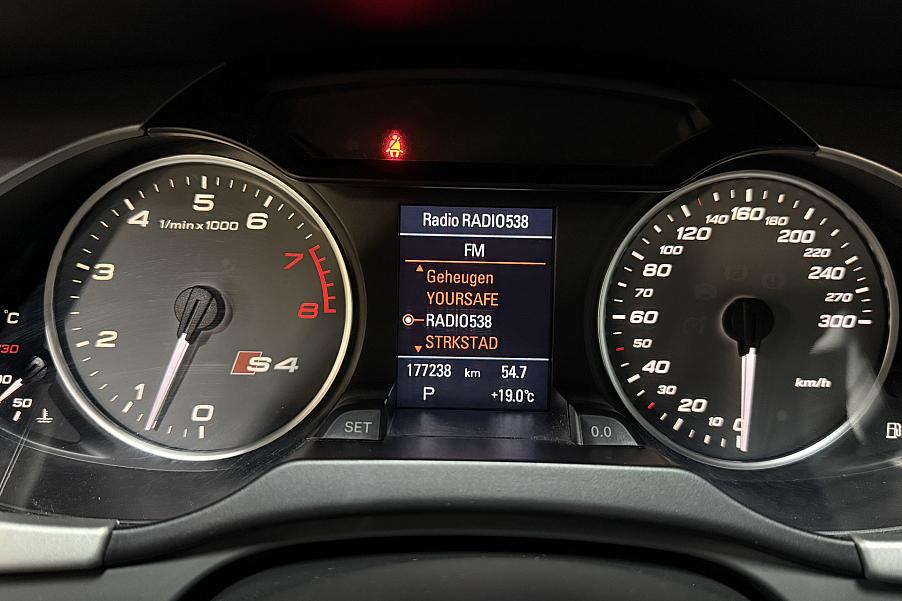 5
4
6
1/min x 1000
3
7
2
8
S4
1
0
°C
130
50
Radio RADIO538
FM
Geheugen
YOURSAFE
RADIO538
STRKSTAD
177238 km 54.7
P +19.0°C
SET
0.0
140 160 180
120 200
100 220
80 240
70 270
60 300
50
40
30 km/h
20
10 0